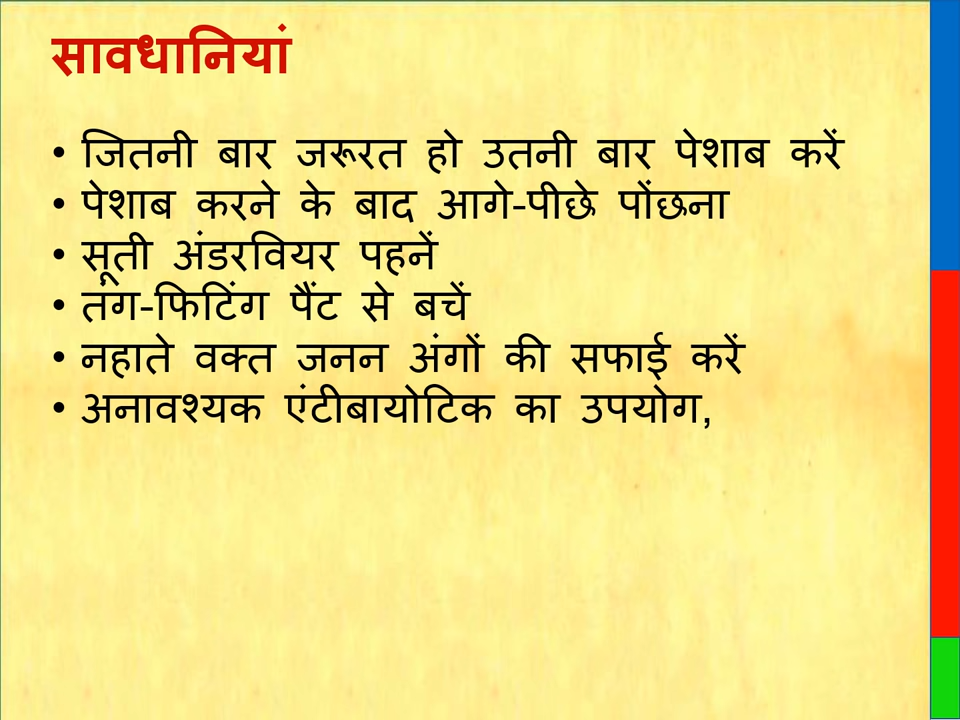 सावधानियां
• जितनी बार जरूरत हो उतनी बार पेशाब करें
• पेशाब करने के बाद आगे-पीछे पोंछना
• सूती अंडरवियर पहनें
• तंग-फिटिंग पैंट से बचें
• नहाते वक्त जनन अंगों की सफाई करें
• अनावश्यक एंटीबायोटिक का उपयोग,